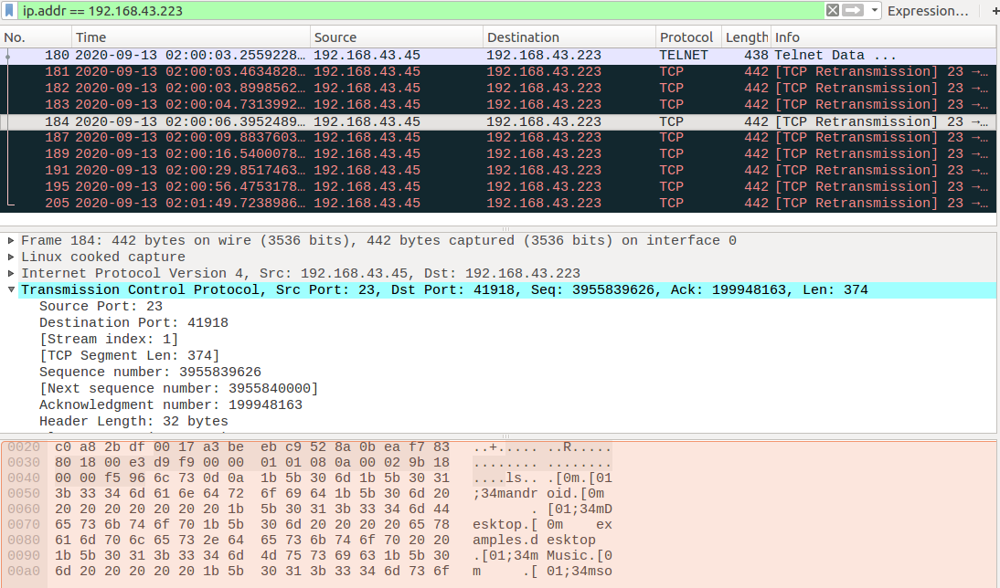 ip.addr == 192.168.43.223 Expression… +
No. Time Source Destination Protocol Length Info
180 2020-09-13 02:00:03.2559228… 192.168.43.45 192.168.43.223 TELNET 438 Telnet Data ...
181 2020-09-13 02:00:03.4634828… 192.168.43.45 192.168.43.223 TCP 442 [TCP Retransmission] 23 →…
182 2020-09-13 02:00:03.8998562… 192.168.43.45 192.168.43.223 TCP 442 [TCP Retransmission] 23 →…
183 2020-09-13 02:00:04.7313992… 192.168.43.45 192.168.43.223 TCP 442 [TCP Retransmission] 23 →…
184 2020-09-13 02:00:06.3952489… 192.168.43.45 192.168.43.223 TCP 442 [TCP Retransmission] 23 →…
187 2020-09-13 02:00:09.8837603… 192.168.43.45 192.168.43.223 TCP 442 [TCP Retransmission] 23 →…
189 2020-09-13 02:00:16.5400078… 192.168.43.45 192.168.43.223 TCP 442 [TCP Retransmission] 23 →…
191 2020-09-13 02:00:29.8517463… 192.168.43.45 192.168.43.223 TCP 442 [TCP Retransmission] 23 →…
195 2020-09-13 02:00:56.4753178… 192.168.43.45 192.168.43.223 TCP 442 [TCP Retransmission] 23 →…
205 2020-09-13 02:01:49.7238986… 192.168.43.45 192.168.43.223 TCP 442 [TCP Retransmission] 23 →…
Frame 184: 442 bytes on wire (3536 bits), 442 bytes captured (3536 bits) on interface 0
Linux cooked capture
Internet Protocol Version 4, Src: 192.168.43.45, Dst: 192.168.43.223
Transmission Control Protocol, Src Port: 23, Dst Port: 41918, Seq: 3955839626, Ack: 199948163, Len: 374
Source Port: 23
Destination Port: 41918
[Stream index: 1]
[TCP Segment Len: 374]
Sequence number: 3955839626
[Next sequence number: 3955840000]
Acknowledgment number: 199948163
Header Length: 32 bytes
0020 c0 a8 2b df 00 17 a3 be eb c9 52 8a 0b ea f7 83 ..+..... ..R.....
0030 80 18 00 e3 d9 f9 00 00 01 01 08 0a 00 02 9b 18 ........ ........
0040 00 00 f5 96 6c 73 0d 0a 1b 5b 30 6d 1b 5b 30 31 ....ls.. .[0m.[01
0050 3b 33 34 6d 61 6e 64 72 6f 69 64 1b 5b 30 6d 20 ;34mandr oid.[0m
0060 20 20 20 20 20 20 1b 5b 30 31 3b 33 34 6d 44 .[ 01;34mD
0070 65 73 6b 74 6f 70 1b 5b 30 6d 20 20 20 20 65 78 esktop.[ 0m ex
0080 61 6d 70 6c 65 73 2e 64 65 73 6b 74 6f 70 20 20 amples.d esktop
0090 1b 5b 30 31 3b 33 34 6d 4d 75 73 69 63 1b 5b 30 .[01;34m Music.[0
00a0 6d 20 20 20 20 20 1b 5b 30 31 3b 33 34 6d 73 6f m .[ 01;34mso